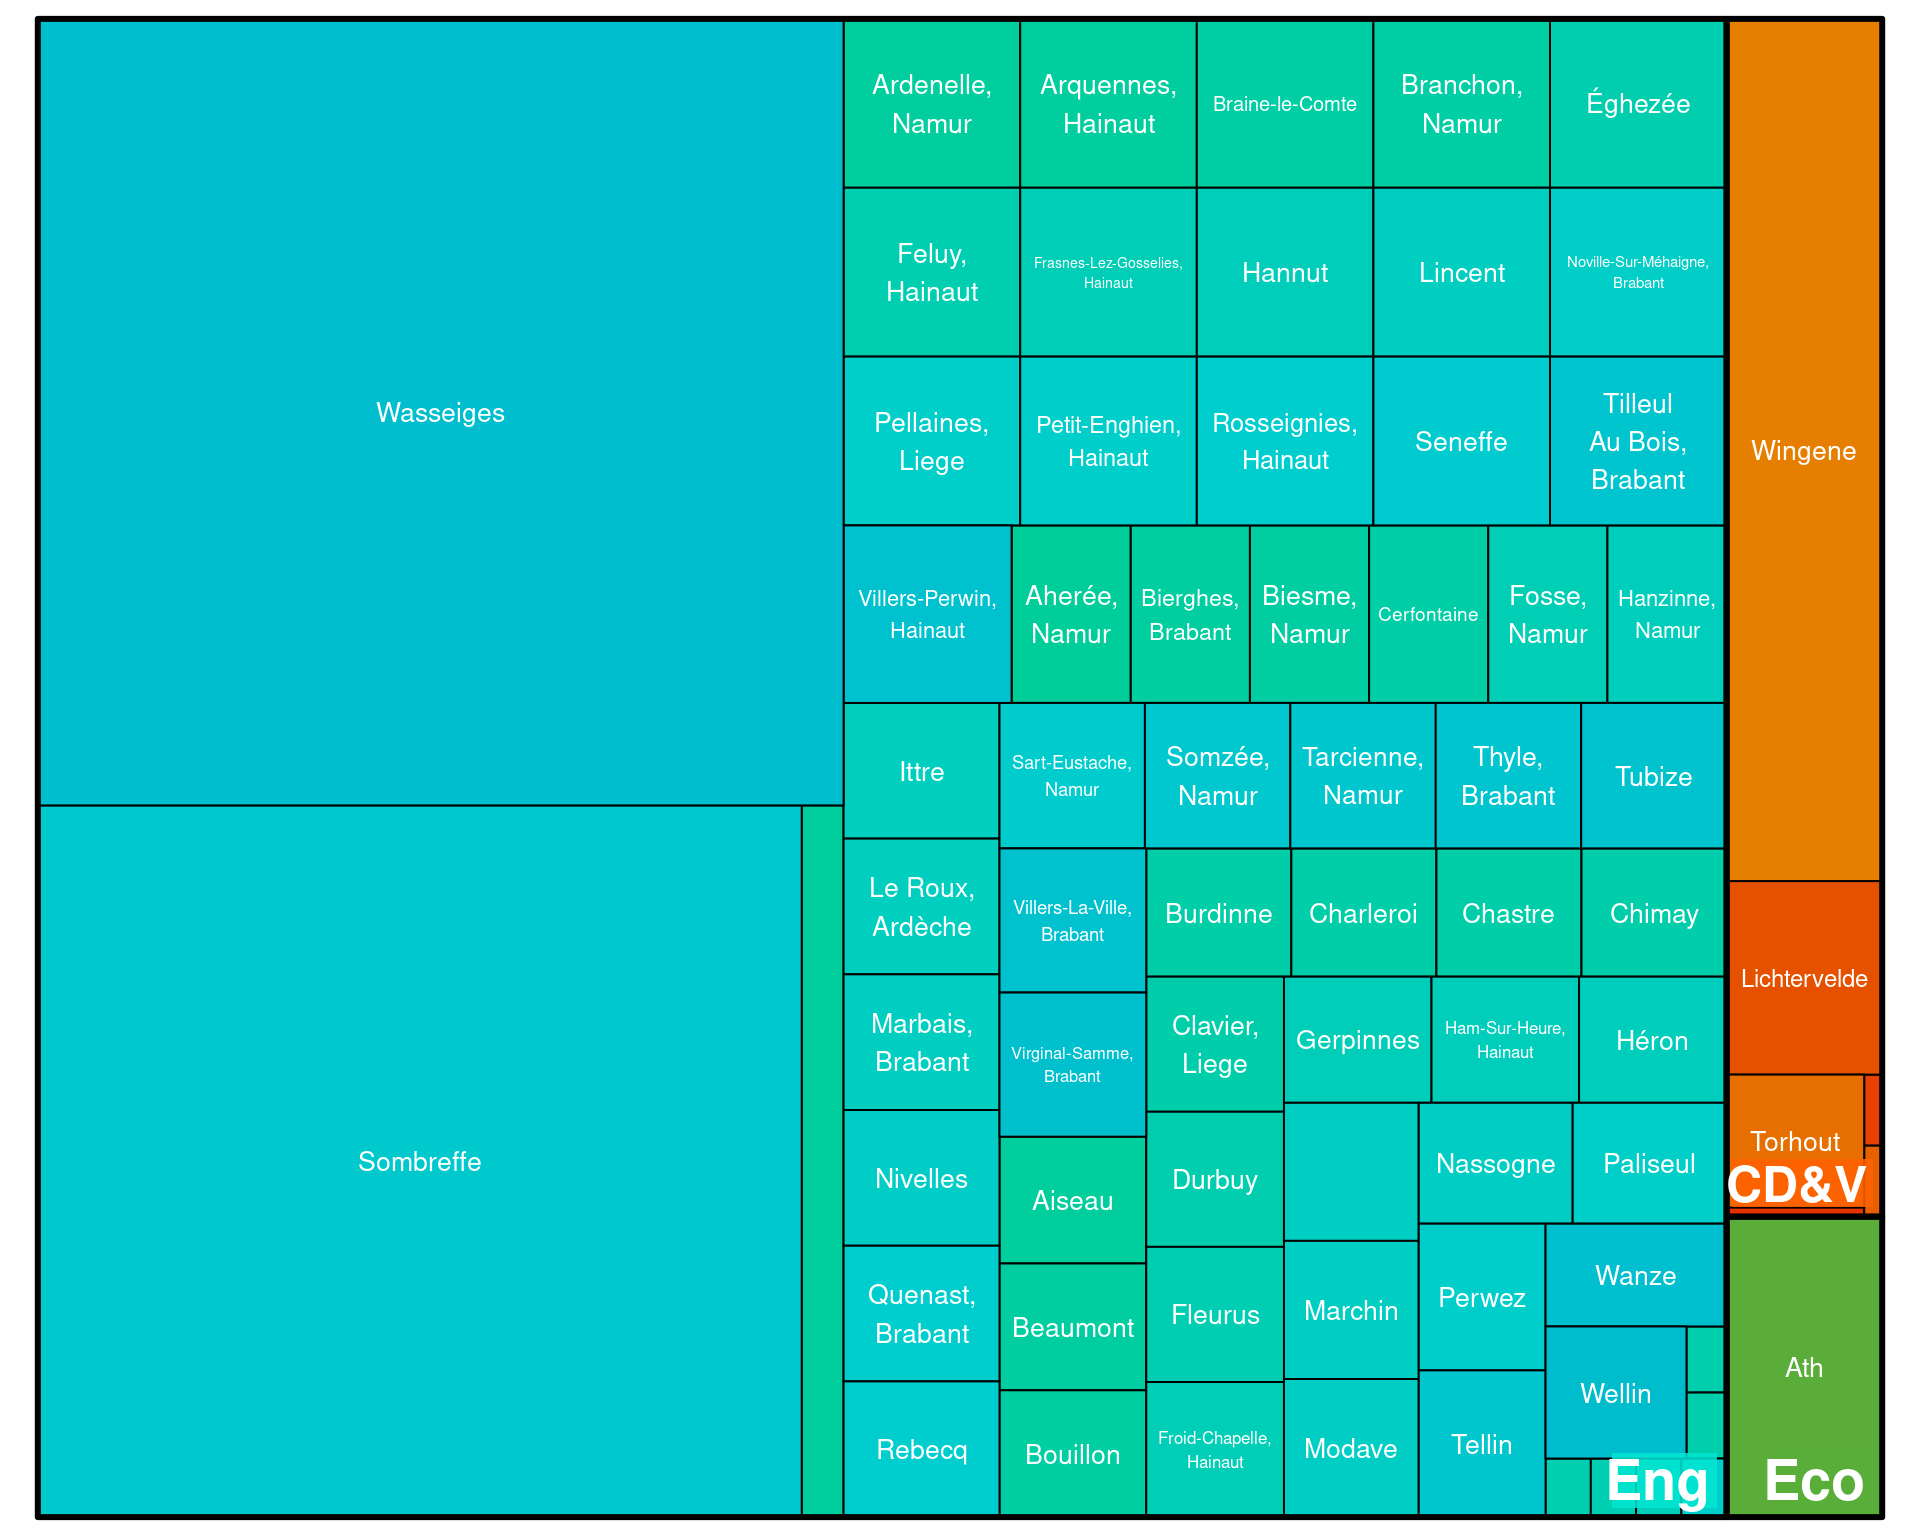 Wasseiges
Sombreffe
Ardenelle,
Namur
Arquennes,
Hainaut
Braine-le-Comte
Branchon,
Namur
Éghezée
Feluy,
Hainaut
Frasnes-Lez-Gosselies,
Hainaut
Hannut
Lincent
Noville-Sur-Méhaigne,
Brabant
Pellaines,
Liege
Petit-Enghien,
Hainaut
Rosseignies,
Hainaut
Seneffe
Tilleul
Au Bois,
Brabant
Villers-Perwin,
Hainaut
Aherée,
Namur
Bierghes,
Brabant
Biesme,
Namur
Cerfontaine
Fosse,
Namur
Hanzinne,
Namur
Ittre
Le Roux,
Ardèche
Marbais,
Brabant
Nivelles
Quenast,
Brabant
Rebecq
Sart-Eustache,
Namur
Somzée,
Namur
Tarcienne,
Namur
Thyle,
Brabant
Tubize
Villers-La-Ville,
Brabant
Virginal-Samme,
Brabant
Aiseau
Beaumont
Bouillon
Burdinne
Charleroi
Chastre
Chimay
Clavier,
Liege
Durbuy
Fleurus
Froid-Chapelle,
Hainaut
Gerpinnes
Ham-Sur-Heure,
Hainaut
Héron
Marchin
Modave
Nassogne
Paliseul
Perwez
Tellin
Wanze
Wellin
Eng
Wingene
Lichtervelde
Torhout
CD&V
Ath
Eco